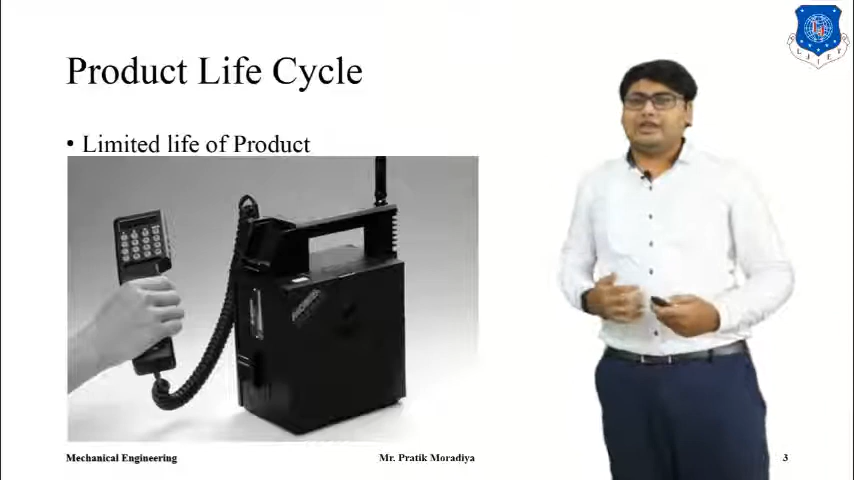 Product Life Cycle
• Limited life of Product
Mechanical Engineering
Mr. Pratik Moradiya
3